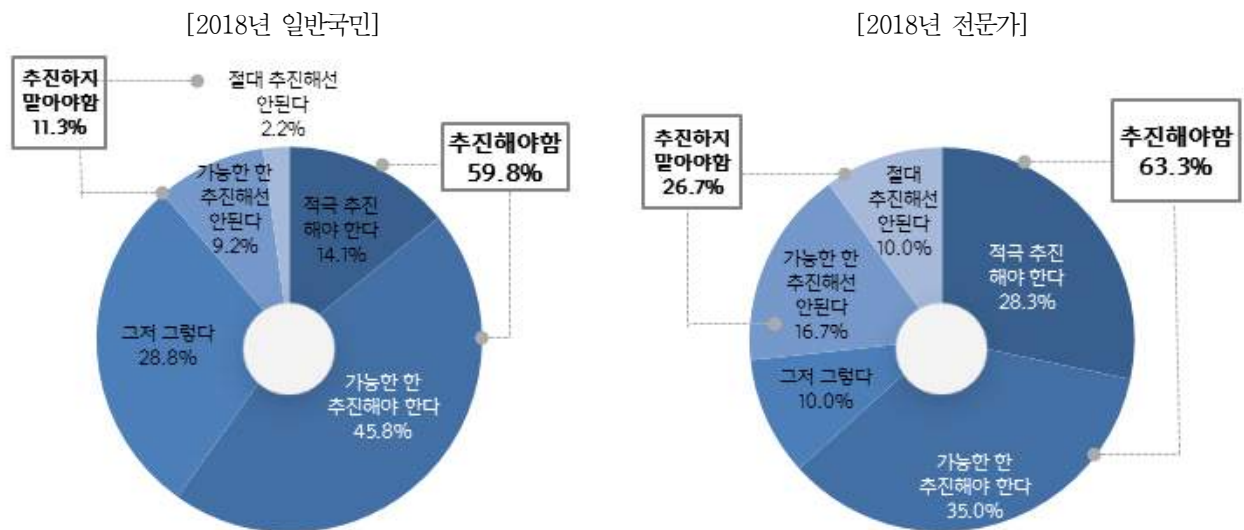 [2018년 일반국민]
추진하지
말아야함
11.3%
절대 추진해선
안된다
2.2%
추진해야함
59.8%
가능한 한
추진해선
안된다
9.2%
적극 추진
해야 한다
14.1%
그저 그렇다
28.8%
가능한 한
추진해야 한다
45.8%
[2018년 전문가]
추진하지
말아야함
26.7%
절대
추진해선
안된다
10.0%
추진해야함
63.3%
적극 추진
해야 한다
28.3%
가능한 한
추진해선
안된다
16.7%
그저 그렇다
10.0%
가능한 한
추진해야 한다
35.0%